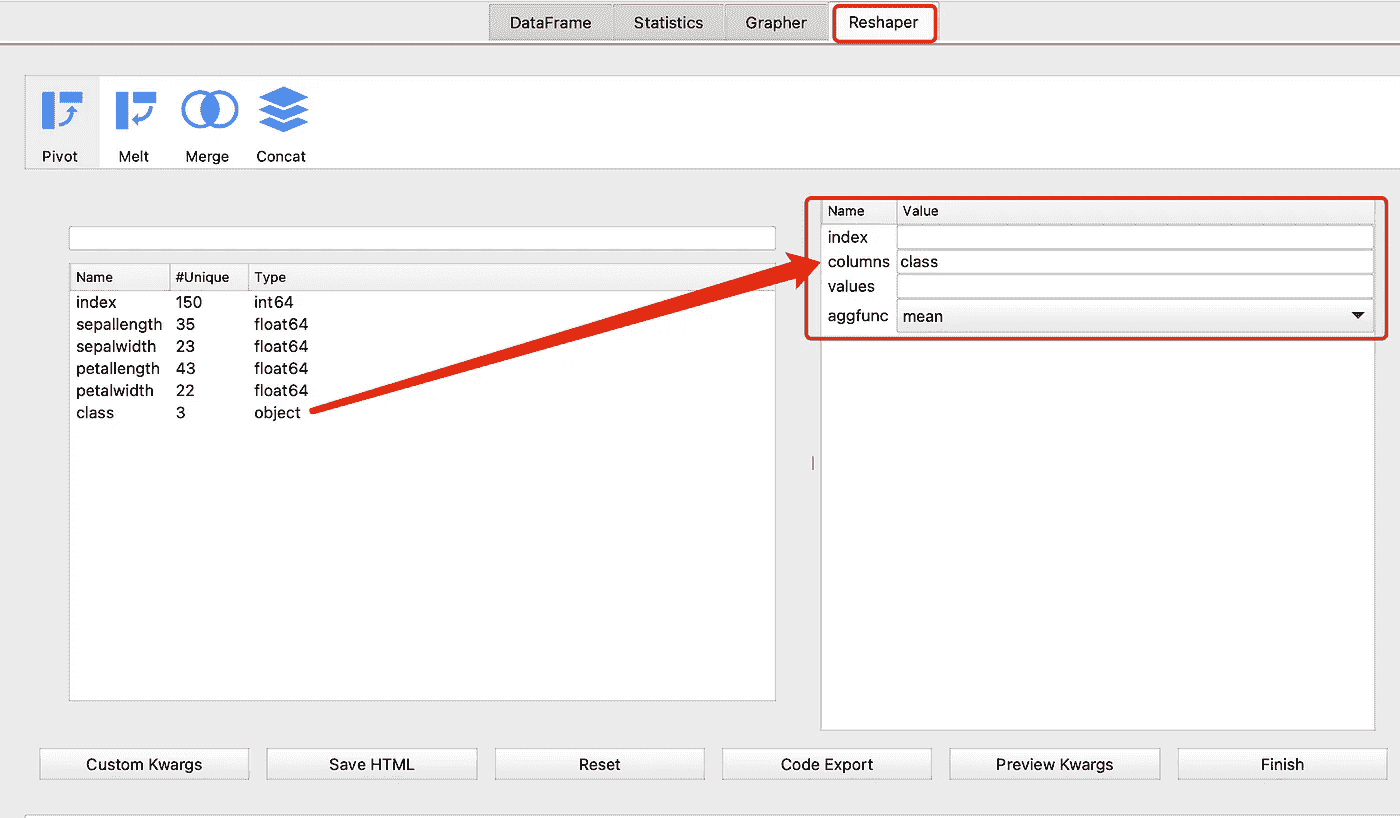 DataFrame Statistics Grapher Reshaper
Pivot Melt Merge Concat
Name #Unique Type
index 150 int64
sepallength 35 float64
sepalwidth 23 float64
petallength 43 float64
petalwidth 22 float64
class 3 object
Name Value
index
columns class
values
aggfunc mean
Custom Kwargs Save HTML Reset Code Export Preview Kwargs Finish